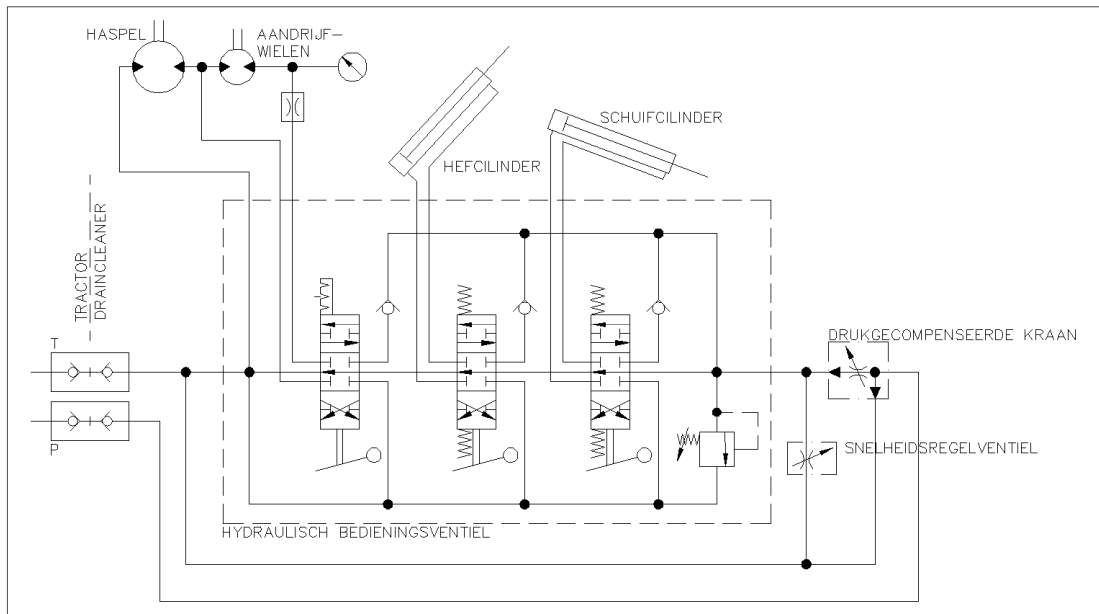 HASPEL
AANDRIJF-
WIELEN
SCHUIFCILINDER
HEFCILINDER
TRACTOR
DRAINCLEANER
T
P
DRUKGECOMPENSEERDE KRAAN
SNELHEIDSREGELVENTIEL
HYDRAULISCH BEDIENINGSVENTIEL